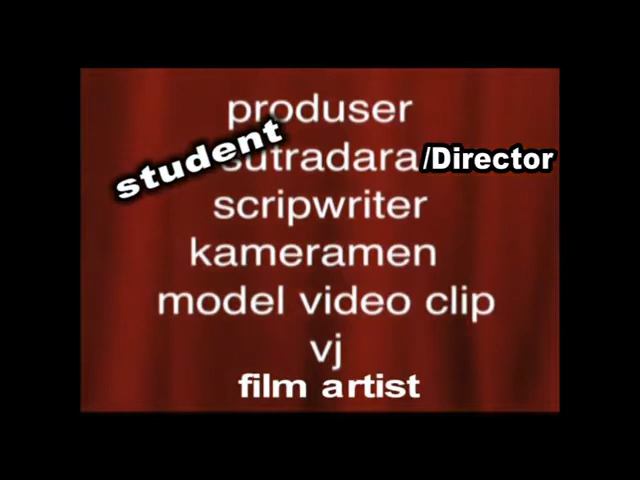 produser
student sutradara/Director
scripwriter
kameramen
model video clip
vj
film artist